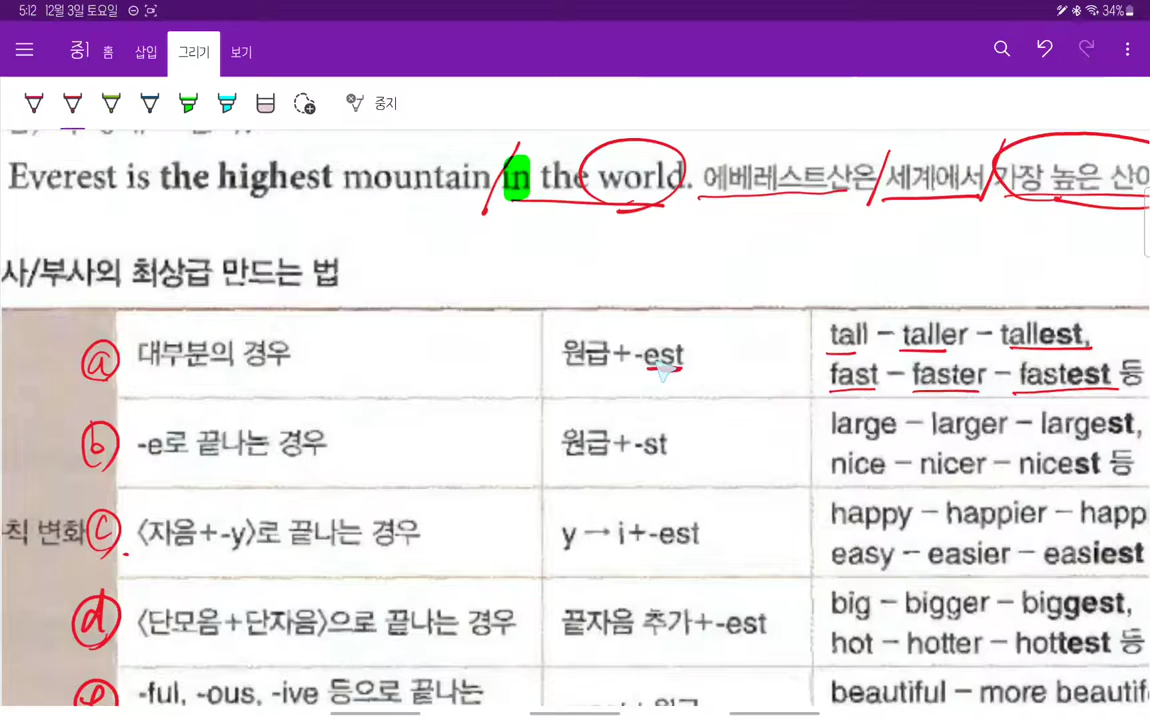 5:12 12월 3일 토요일 34%
중1 홈 삽입 그리기 보기
중지
Everest is the highest mountain in the world. 에베레스트산은 세계에서 가장 높은 산이
사/부사의 최상급 만드는 법
ⓐ 대부분의 경우 원급+-est tall – taller – tallest,
fast – faster – fastest 등
ⓑ -e로 끝나는 경우 원급+-st large – larger – largest,
nice – nicer – nicest 등
칙 변화 ⓒ 〈자음+-y〉로 끝나는 경우 y → i+-est happy – happier – happ
easy – easier – easiest
ⓓ 〈단모음+단자음〉으로 끝나는 경우 끝자음 추가+-est big – bigger – biggest,
hot – hotter – hottest 등
-ful, -ous, -ive 등으로 끝나는 beautiful – more beautif